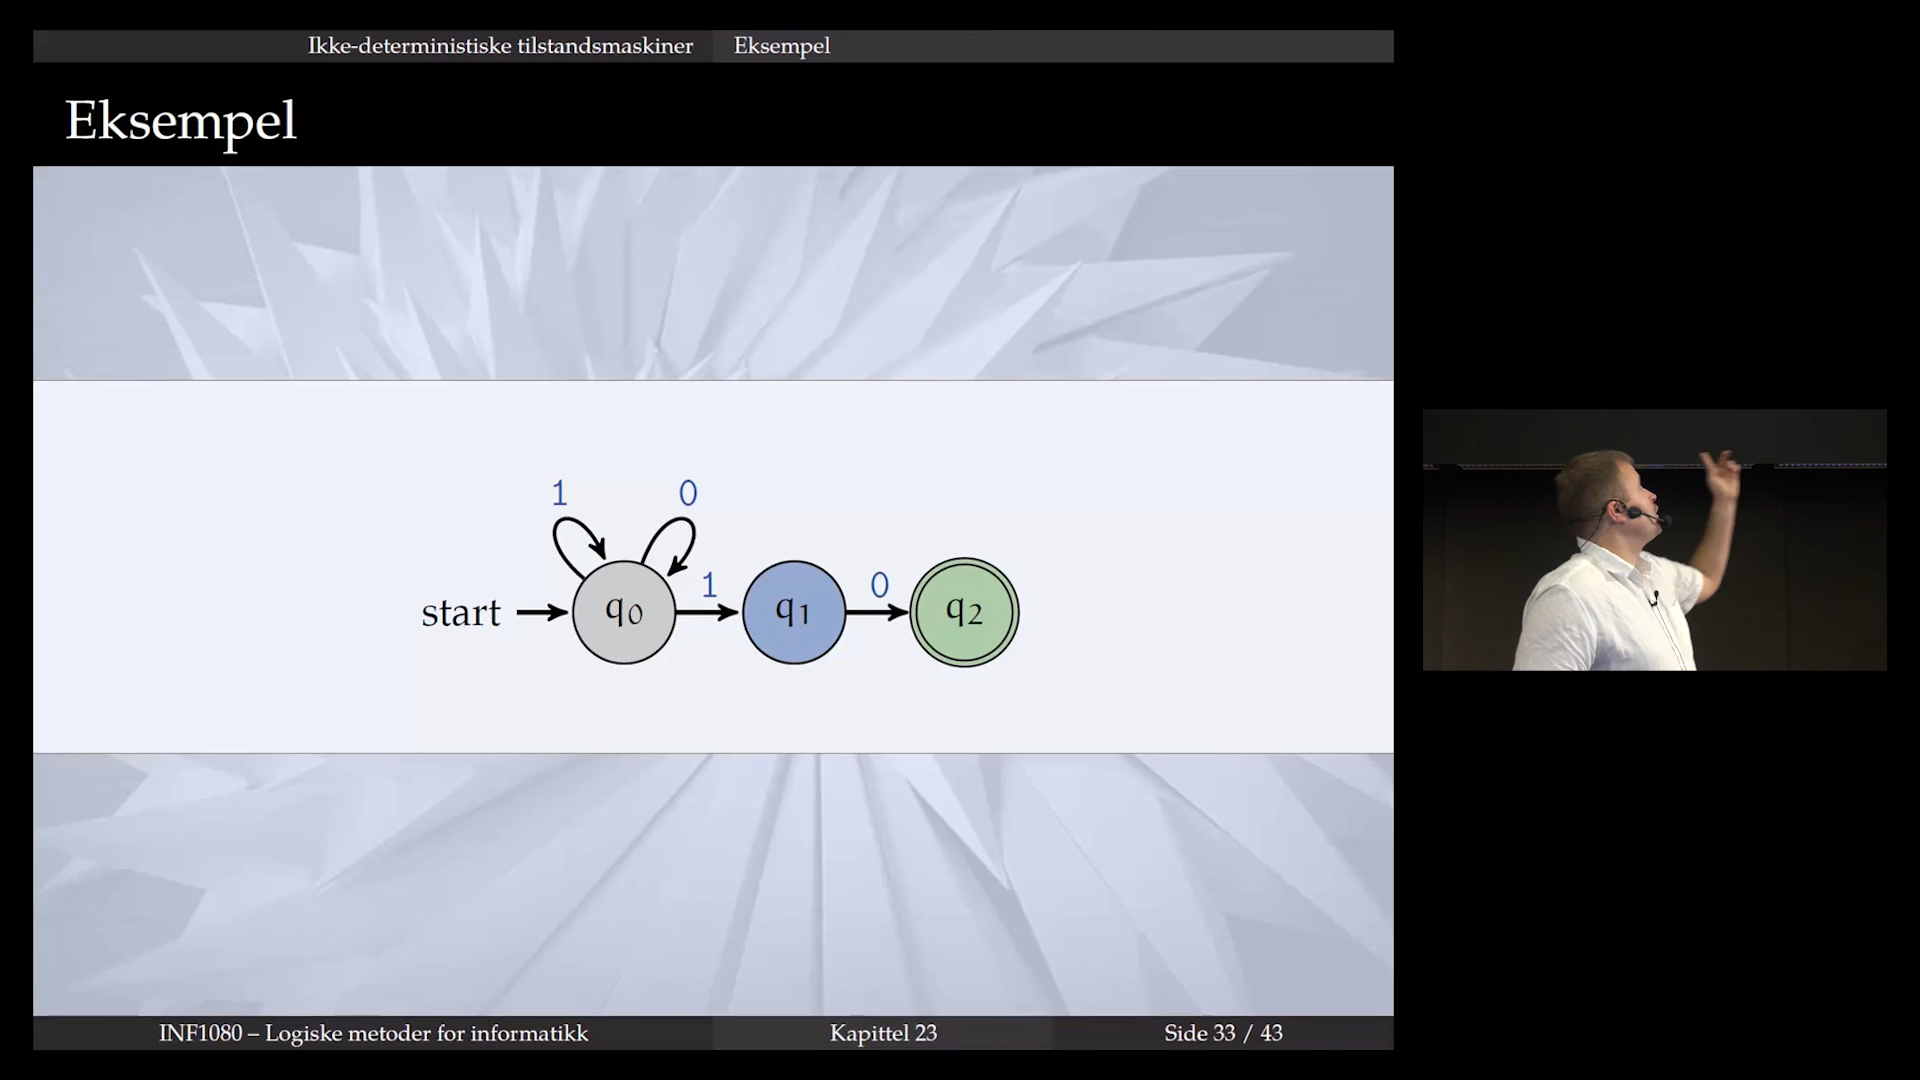 Ikke-deterministiske tilstandsmaskiner Eksempel
Eksempel
1 0
1 0
start q0 q1 q2
INF1080 – Logiske metoder for informatikk Kapittel 23 Side 33 / 43